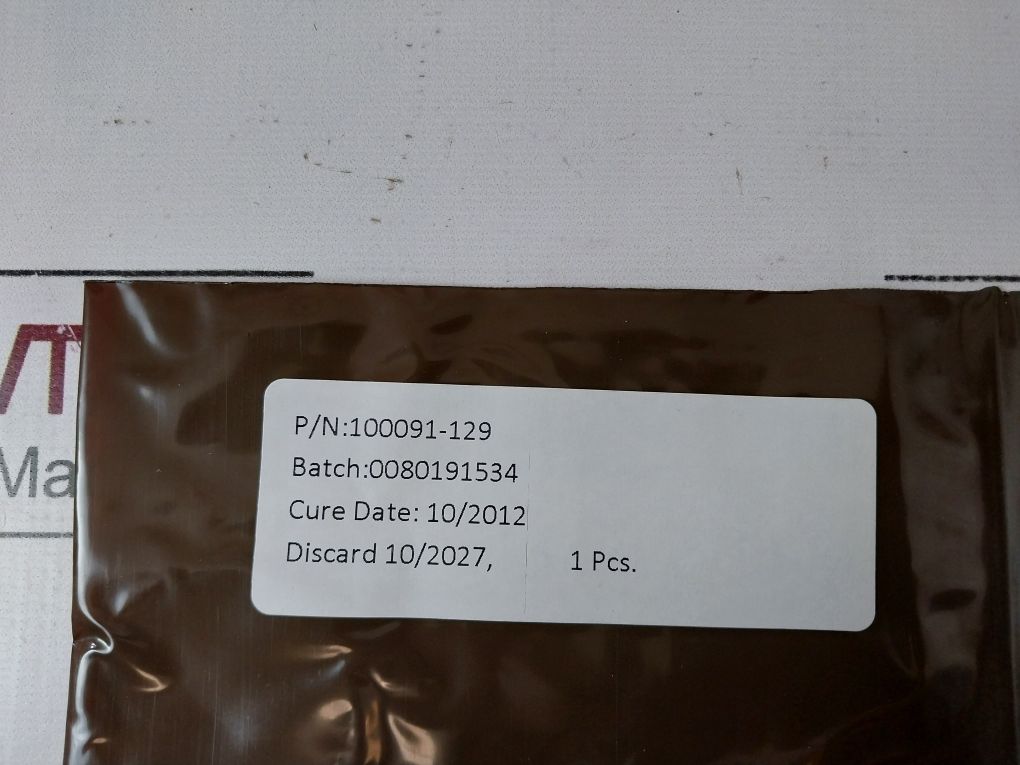 P/N:100091-129
Batch:0080191534
Cure Date: 10/2012
Discard 10/2027, 1 Pcs.
Ma